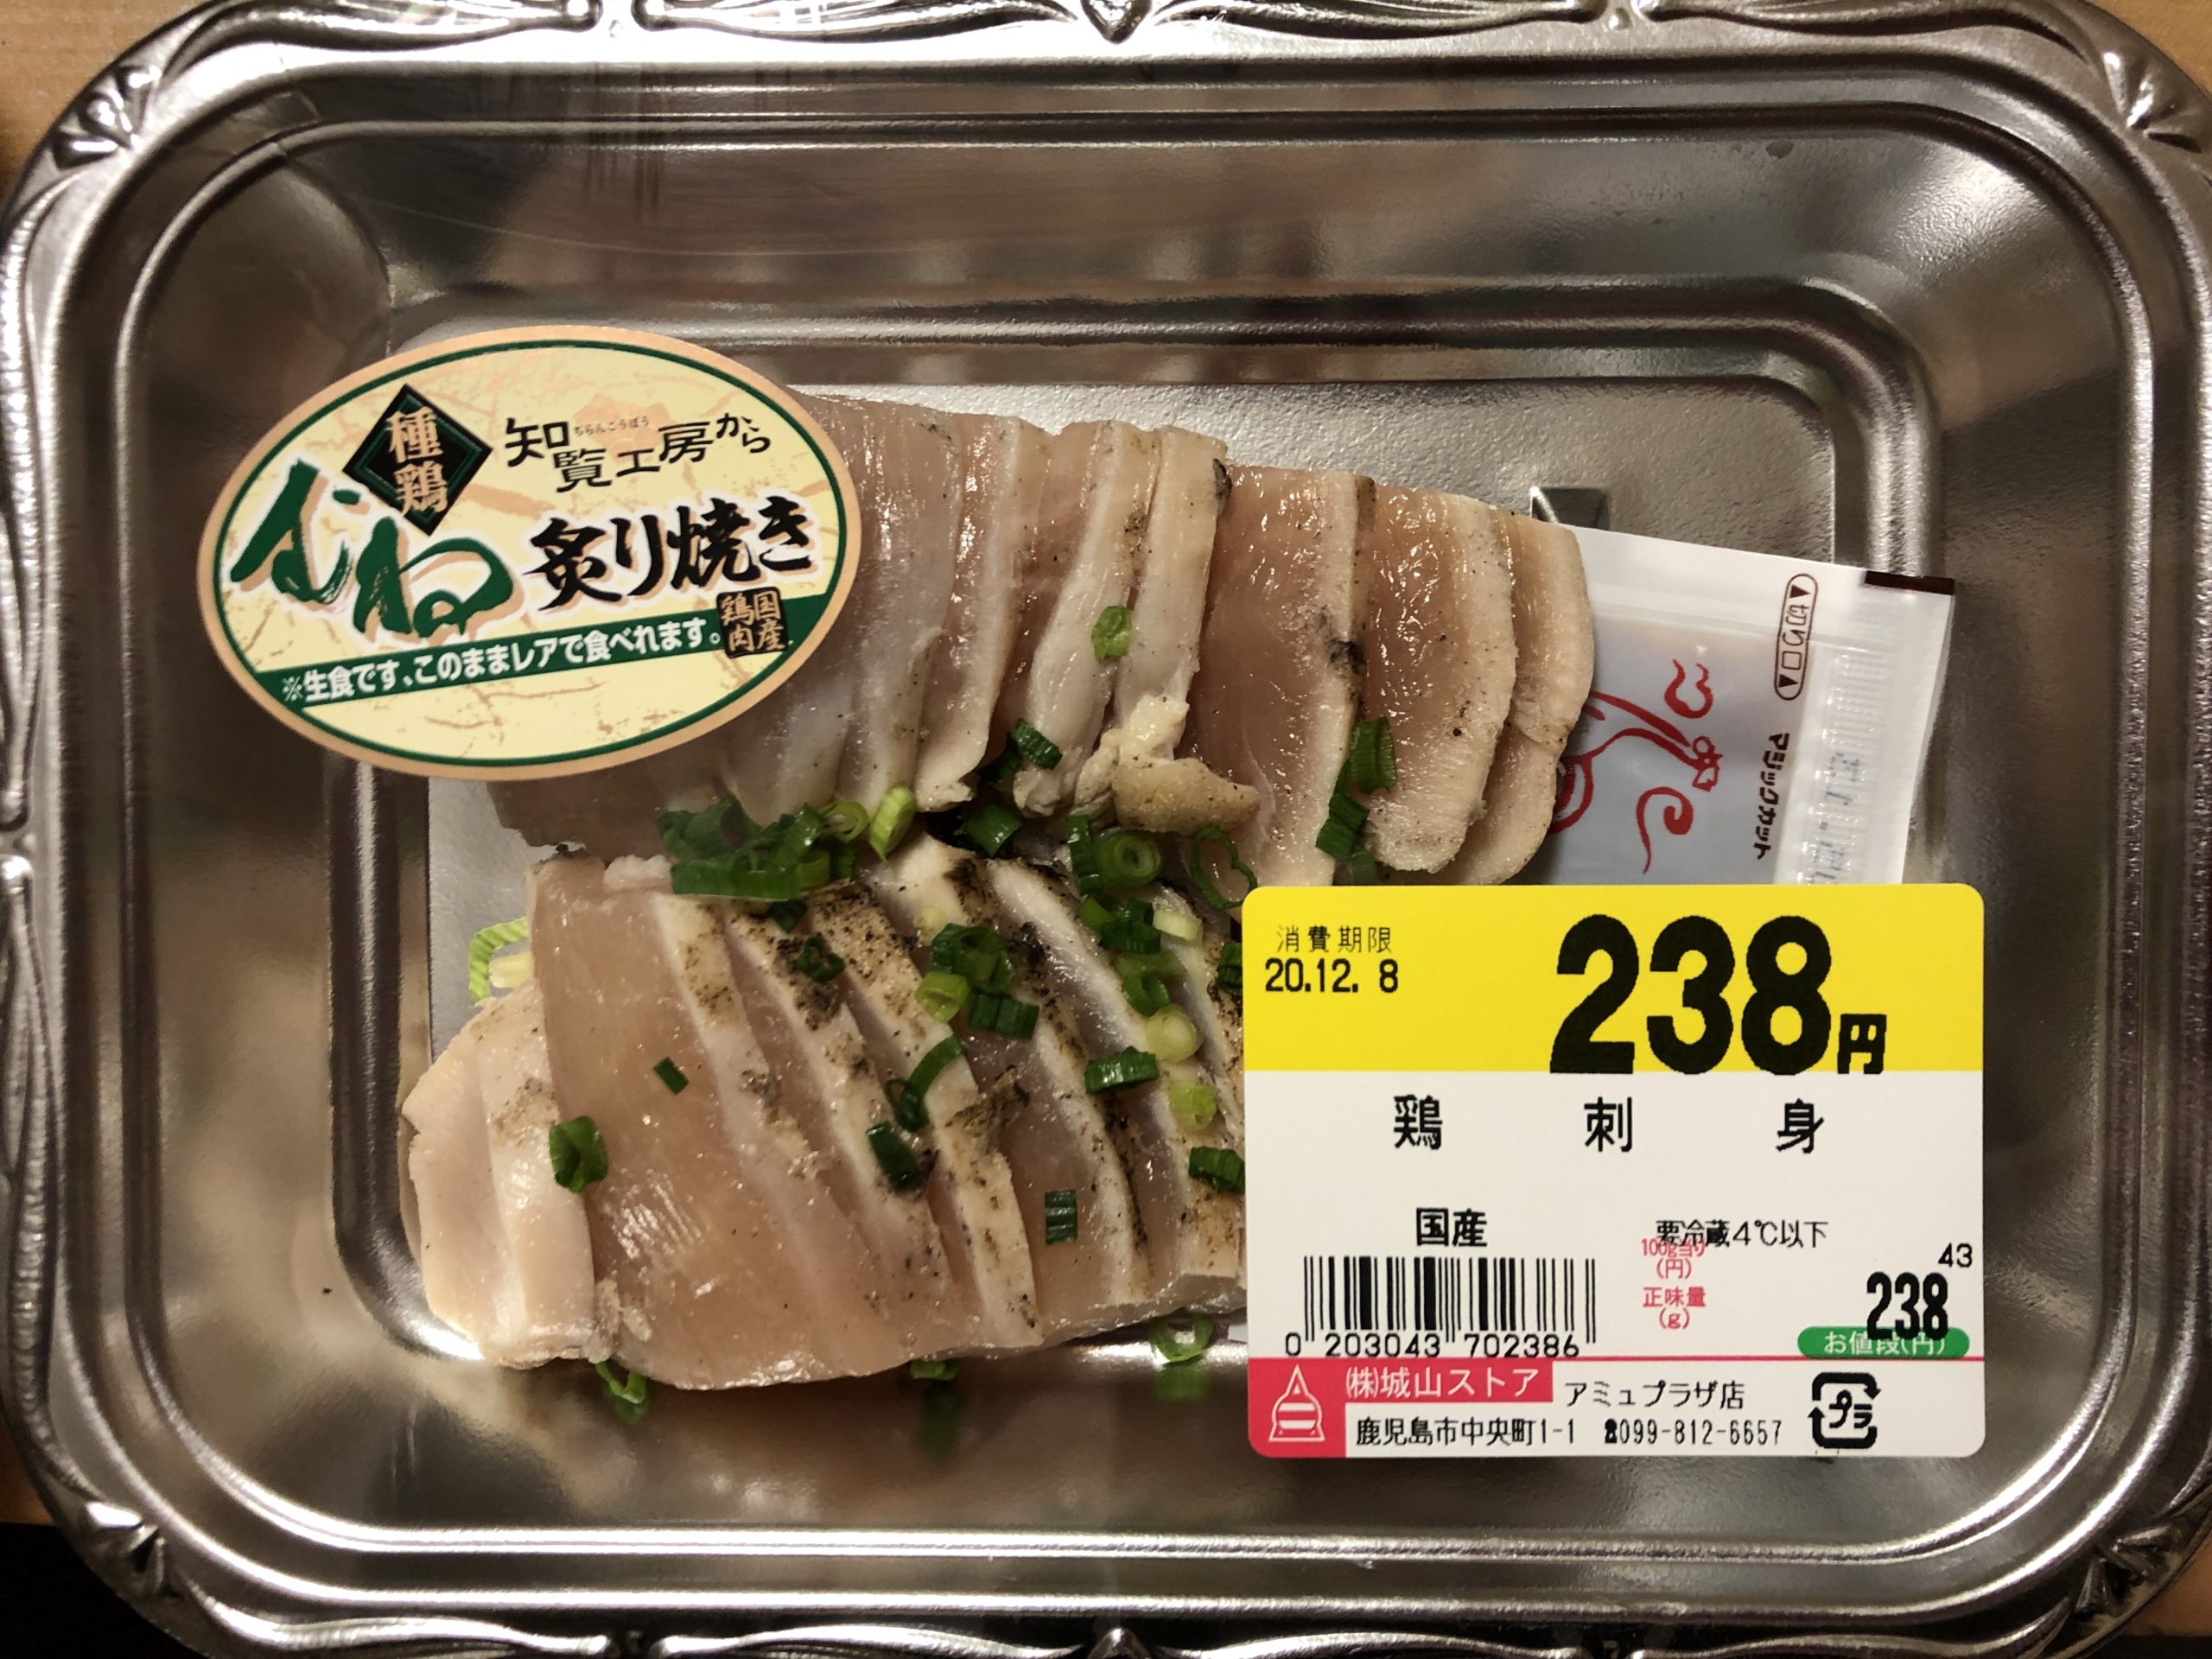 種鶏
知覧工房から
ちらんこうぼう
むね 炙り焼き
国産鶏肉
※生食です、このままレアで食べれます。
切り口
マジックカット
消費期限
20.12. 8
238円
鶏刺身
国産
要冷蔵4℃以下
100g当り(円)
43
正味量(g)
238
お値段(円)
0 203043 702386
(株)城山ストア アミュプラザ店
鹿児島市中央町1-1 ☎099-812-6657
プラ